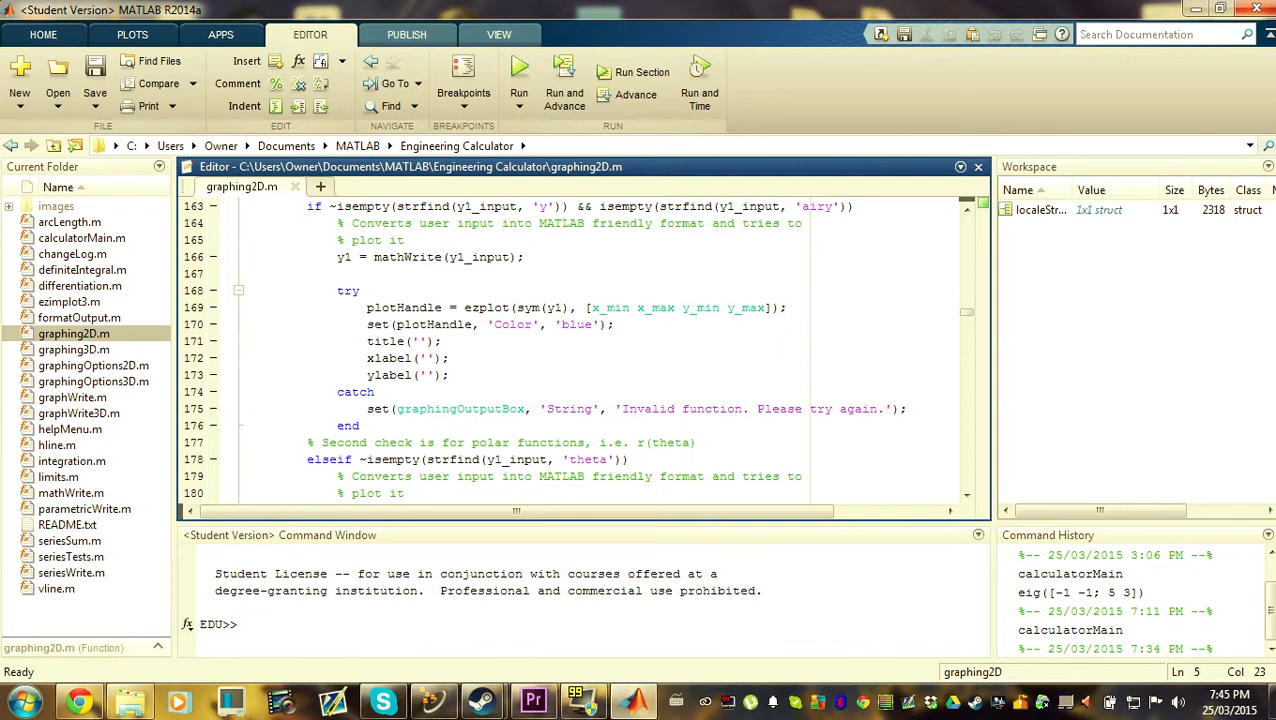 <Student Version> MATLAB R2014a
HOME PLOTS APPS EDITOR PUBLISH VIEW
Search Documentation
New Open Save
Find Files
Compare
Print
Insert fx
Comment
Indent
Go To
Find
Breakpoints
Run Run and Advance
Run Section
Advance
Run and Time
FILE EDIT NAVIGATE BREAKPOINTS RUN
C: Users Owner Documents MATLAB Engineering Calculator
Current Folder
Name
images
arcLength.m
calculatorMain.m
changeLog.m
definiteIntegral.m
differentiation.m
ezimplot3.m
formatOutput.m
graphing2D.m
graphing3D.m
graphingOptions2D.m
graphingOptions3D.m
graphWrite.m
graphWrite3D.m
helpMenu.m
hline.m
integration.m
limits.m
mathWrite.m
parametricWrite.m
README.txt
seriesSum.m
seriesTests.m
seriesWrite.m
vline.m
graphing2D.m (Function)
Editor - C:\Users\Owner\Documents\MATLAB\Engineering Calculator\graphing2D.m
graphing2D.m
163 if ~isempty(strfind(y1_input, 'y')) && isempty(strfind(y1_input, 'airy'))
164 % Converts user input into MATLAB friendly format and tries to
165 % plot it
166 y1 = mathWrite(y1_input);
167
168 try
169 plotHandle = ezplot(sym(y1), [x_min x_max y_min y_max]);
170 set(plotHandle, 'Color', 'blue');
171 title('');
172 xlabel('');
173 ylabel('');
174 catch
175 set(graphingOutputBox, 'String', 'Invalid function. Please try again.');
176 end
177 % Second check is for polar functions, i.e. r(theta)
178 elseif ~isempty(strfind(y1_input, 'theta'))
179 % Converts user input into MATLAB friendly format and tries to
180 % plot it
<Student Version> Command Window
Student License -- for use in conjunction with courses offered at a
degree-granting institution. Professional and commercial use prohibited.
fx EDU>>
Workspace
Name Value Size Bytes Class
localeStr... 1x1 struct 1x1 2318 struct
Command History
%-- 25/03/2015 3:06 PM --%
calculatorMain
eig([-1 -1; 5 3])
%-- 25/03/2015 7:11 PM --%
calculatorMain
%-- 25/03/2015 7:34 PM --%
Ready
graphing2D
Ln 5 Col 23
Pr
99
7:45 PM
25/03/2015